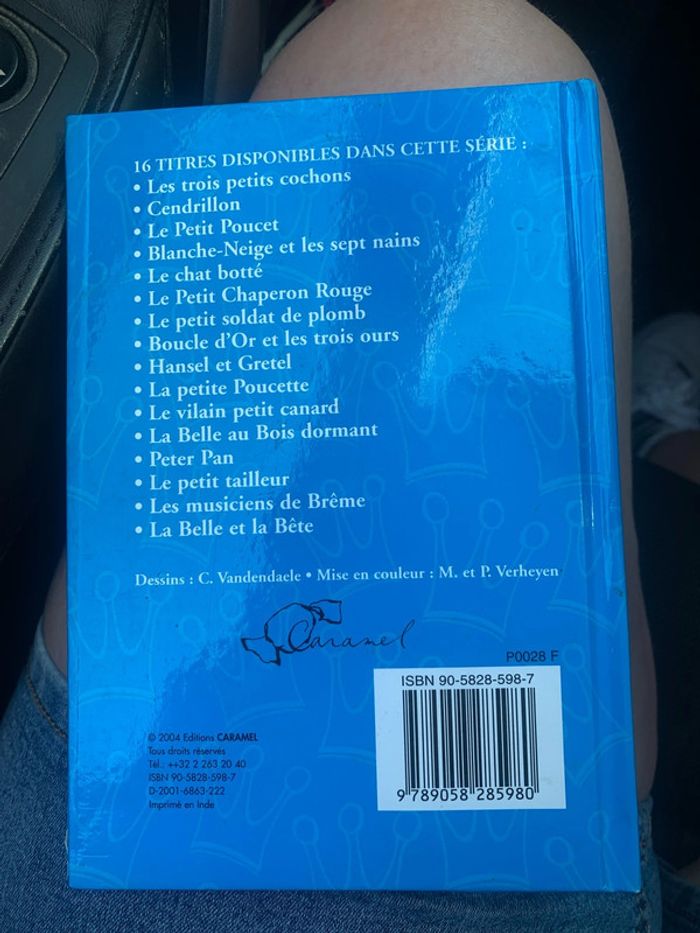 16 TITRES DISPONIBLES DANS CETTE SÉRIE :
• Les trois petits cochons
• Cendrillon
• Le Petit Poucet
• Blanche-Neige et les sept nains
• Le chat botté
• Le Petit Chaperon Rouge
• Le petit soldat de plomb
• Boucle d'Or et les trois ours
• Hansel et Gretel
• La petite Poucette
• Le vilain petit canard
• La Belle au Bois dormant
• Peter Pan
• Le petit tailleur
• Les musiciens de Brême
• La Belle et la Bête
Dessins : C. Vandendaele • Mise en couleur : M. et P. Verheyen
Caramel
P0028 F
ISBN 90-5828-598-7
9 789058 285980
© 2004 Editions CARAMEL
Tous droits réservés
Tél.: ++32 2 263 20 40
ISBN 90-5828-598-7
D-2001-6863-222
Imprimé en Inde